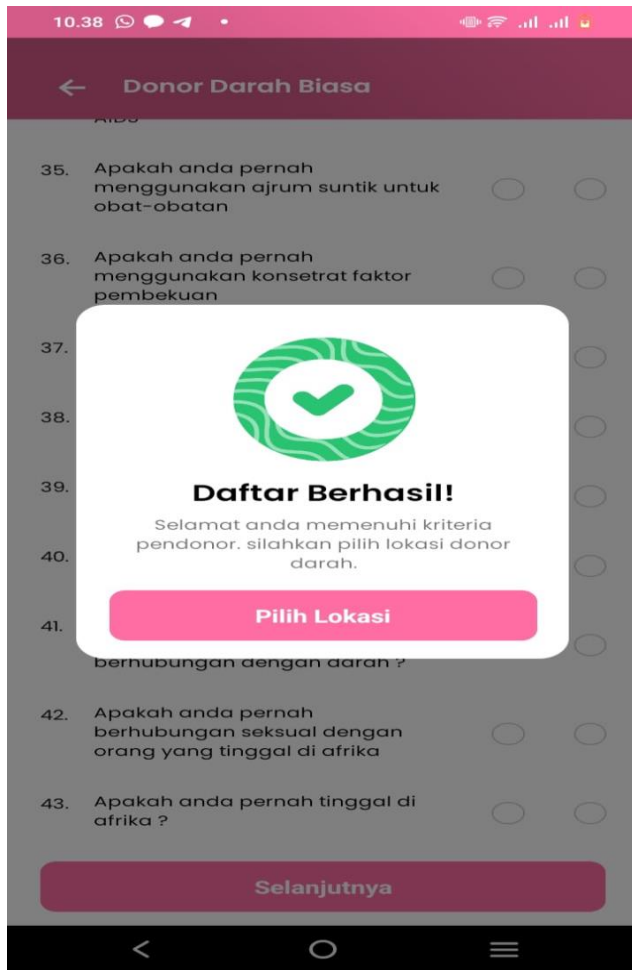 10.38
Donor Darah Biasa
AIDS
35. Apakah anda pernah
menggunakan ajrum suntik untuk
obat-obatan
36. Apakah anda pernah
menggunakan konsetrat faktor
pembekuan
37.
38.
39.
Daftar Berhasil!
Selamat anda memenuhi kriteria
pendonor. silahkan pilih lokasi donor
darah.
40.
Pilih Lokasi
41.
berhubungan dengan darah ?
42. Apakah anda pernah
berhubungan seksual dengan
orang yang tinggal di afrika
43. Apakah anda pernah tinggal di
afrika ?
Selanjutnya